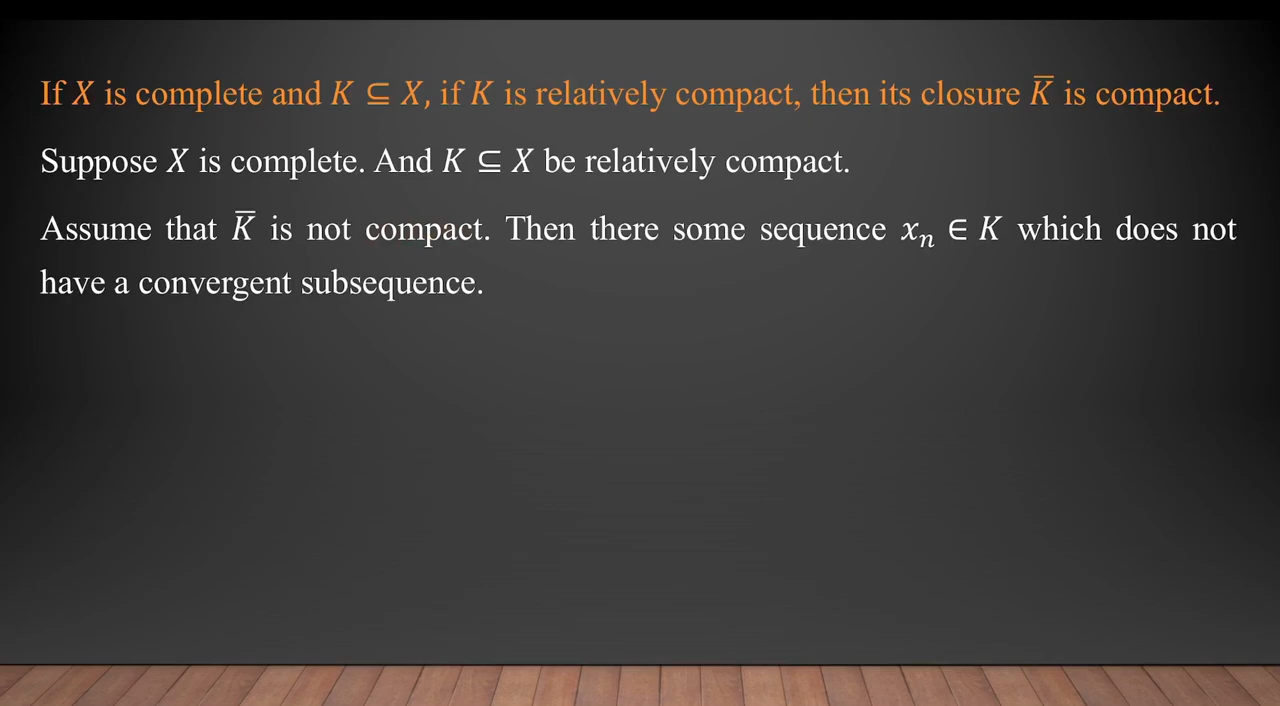 If X is complete and K ⊆ X, if K is relatively compact, then its closure K̅ is compact.
Suppose X is complete. And K ⊆ X be relatively compact.
Assume that K̅ is not compact. Then there some sequence xₙ ∈ K which does not
have a convergent subsequence.